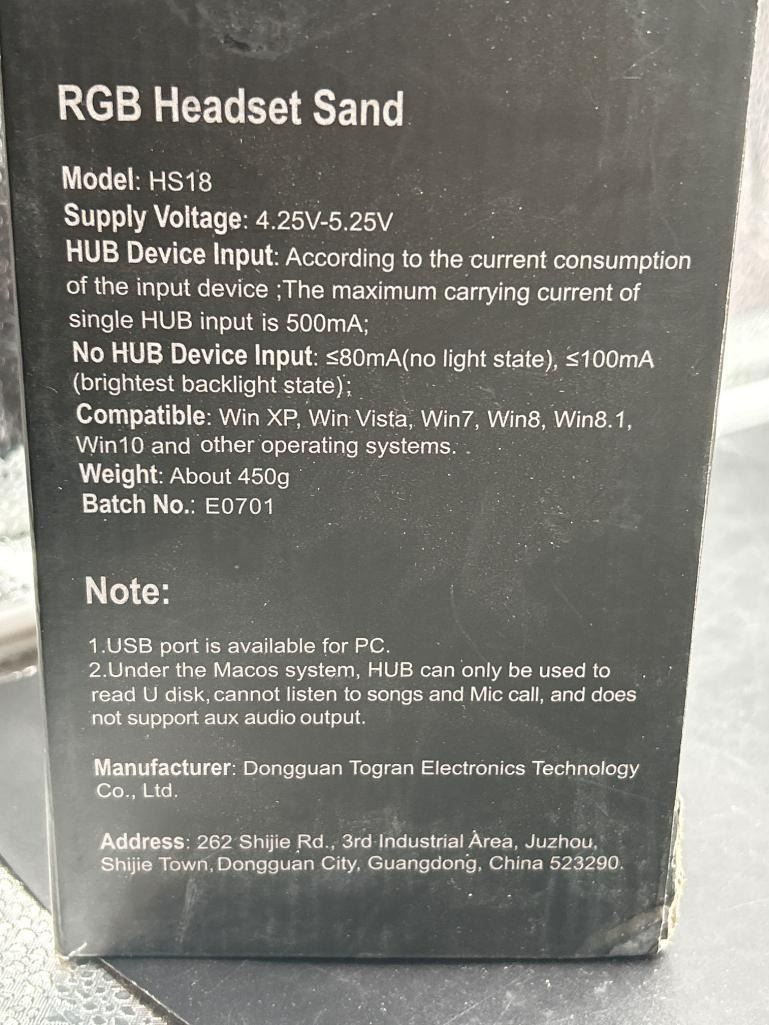 RGB Headset Sand
Model: HS18
Supply Voltage: 4.25V-5.25V
HUB Device Input: According to the current consumption
of the input device ;The maximum carrying current of
single HUB input is 500mA;
No HUB Device Input: ≤80mA(no light state), ≤100mA
(brightest backlight state);
Compatible: Win XP, Win Vista, Win7, Win8, Win8.1,
Win10 and other operating systems.
Weight: About 450g
Batch No.: E0701
Note:
1.USB port is available for PC.
2.Under the Macos system, HUB can only be used to
read U disk, cannot listen to songs and Mic call, and does
not support aux audio output.
Manufacturer: Dongguan Togran Electronics Technology
Co., Ltd.
Address: 262 Shijie Rd., 3rd Industrial Area, Juzhou,
Shijie Town, Dongguan City, Guangdong, China 523290.